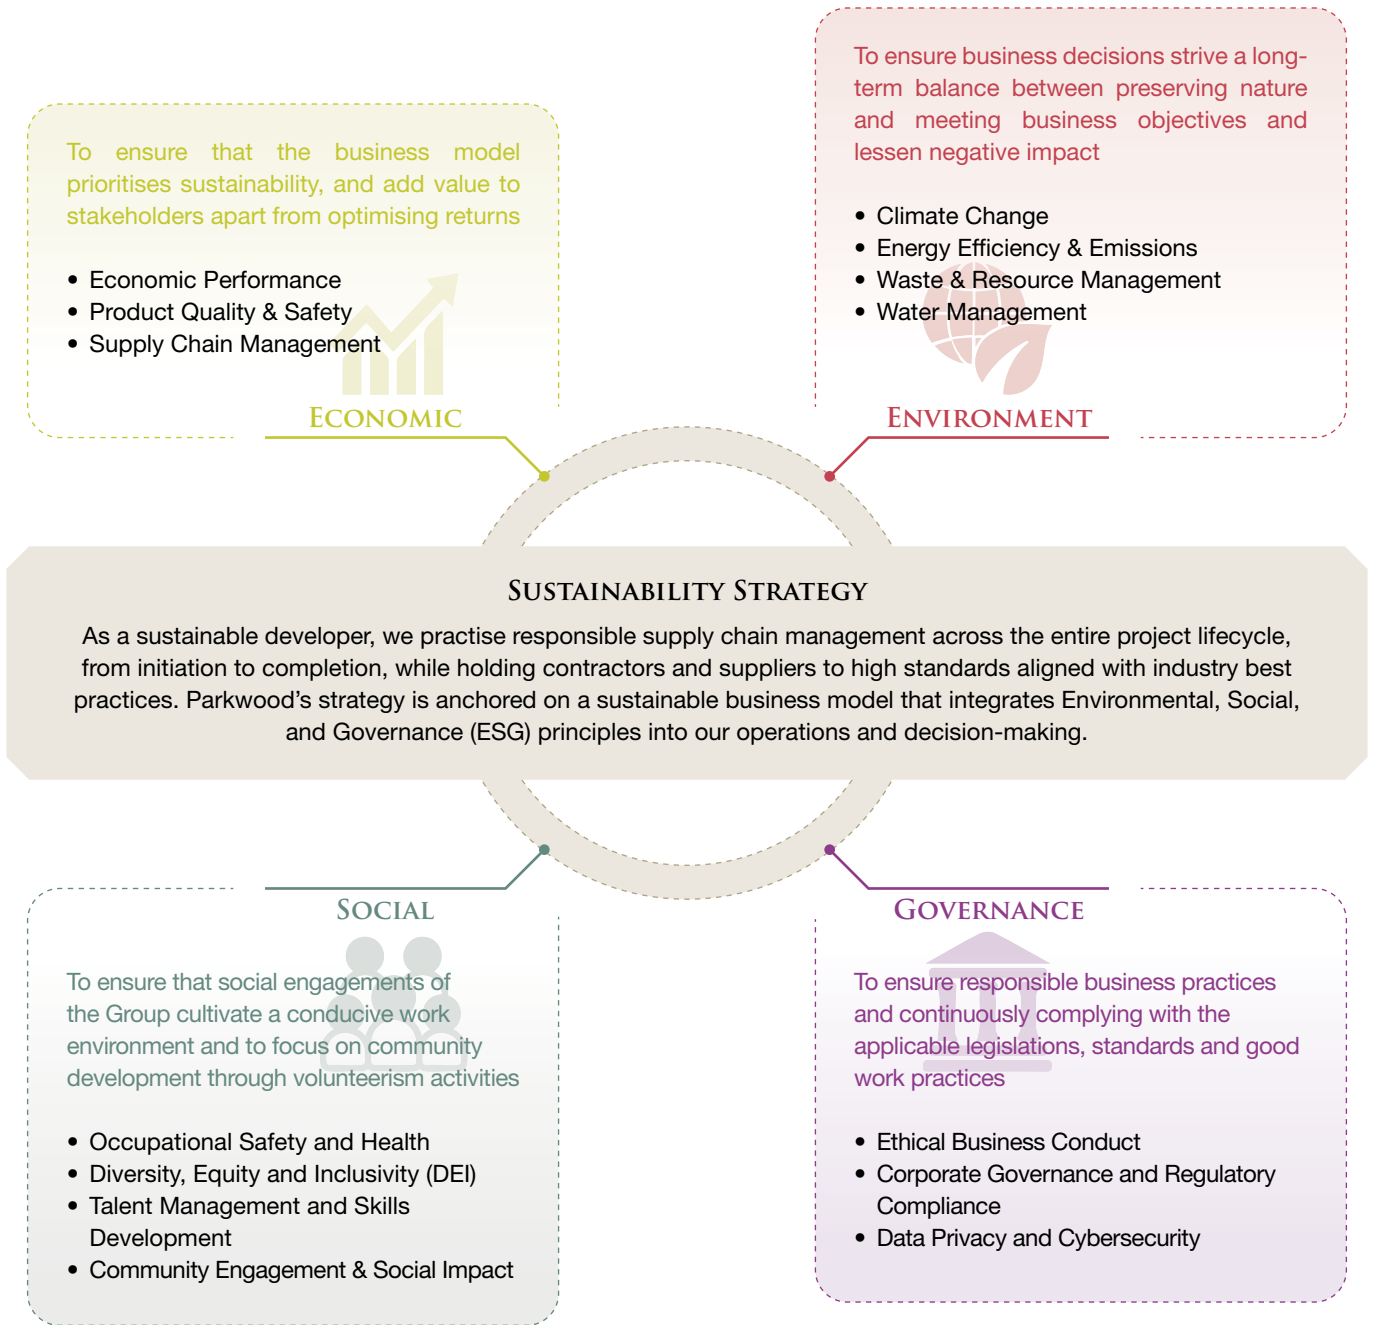 To ensure that the business model
prioritises sustainability, and add value to
stakeholders apart from optimising returns
• Economic Performance
• Product Quality & Safety
• Supply Chain Management
ECONOMIC
To ensure business decisions strive a long-
term balance between preserving nature
and meeting business objectives and
lessen negative impact
• Climate Change
• Energy Efficiency & Emissions
• Waste & Resource Management
• Water Management
ENVIRONMENT
SUSTAINABILITY STRATEGY
As a sustainable developer, we practise responsible supply chain management across the entire project lifecycle,
from initiation to completion, while holding contractors and suppliers to high standards aligned with industry best
practices. Parkwood’s strategy is anchored on a sustainable business model that integrates Environmental, Social,
and Governance (ESG) principles into our operations and decision-making.
SOCIAL
To ensure that social engagements of
the Group cultivate a conducive work
environment and to focus on community
development through volunteerism activities
• Occupational Safety and Health
• Diversity, Equity and Inclusivity (DEI)
• Talent Management and Skills
Development
• Community Engagement & Social Impact
GOVERNANCE
To ensure responsible business practices
and continuously complying with the
applicable legislations, standards and good
work practices
• Ethical Business Conduct
• Corporate Governance and Regulatory
Compliance
• Data Privacy and Cybersecurity